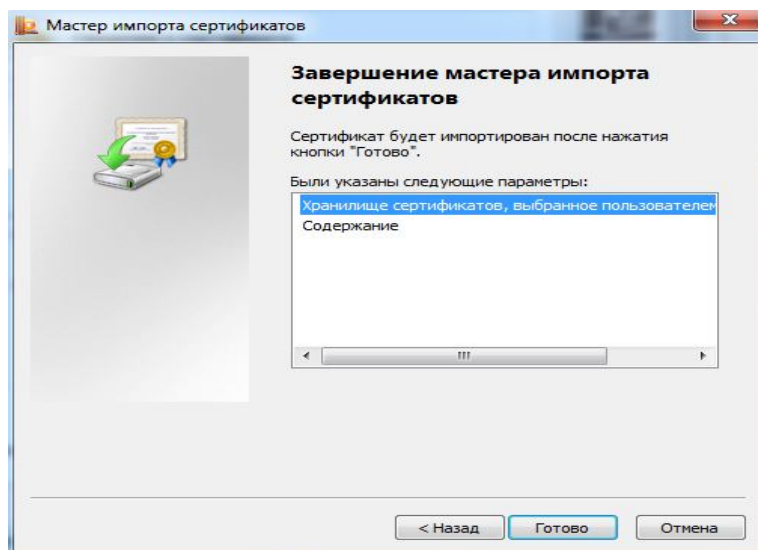 Мастер импорта сертификатов
Завершение мастера импорта
сертификатов
Сертификат будет импортирован после нажатия
кнопки "Готово".
Были указаны следующие параметры:
Хранилище сертификатов, выбранное пользователем
Содержание
< Назад
Готово
Отмена